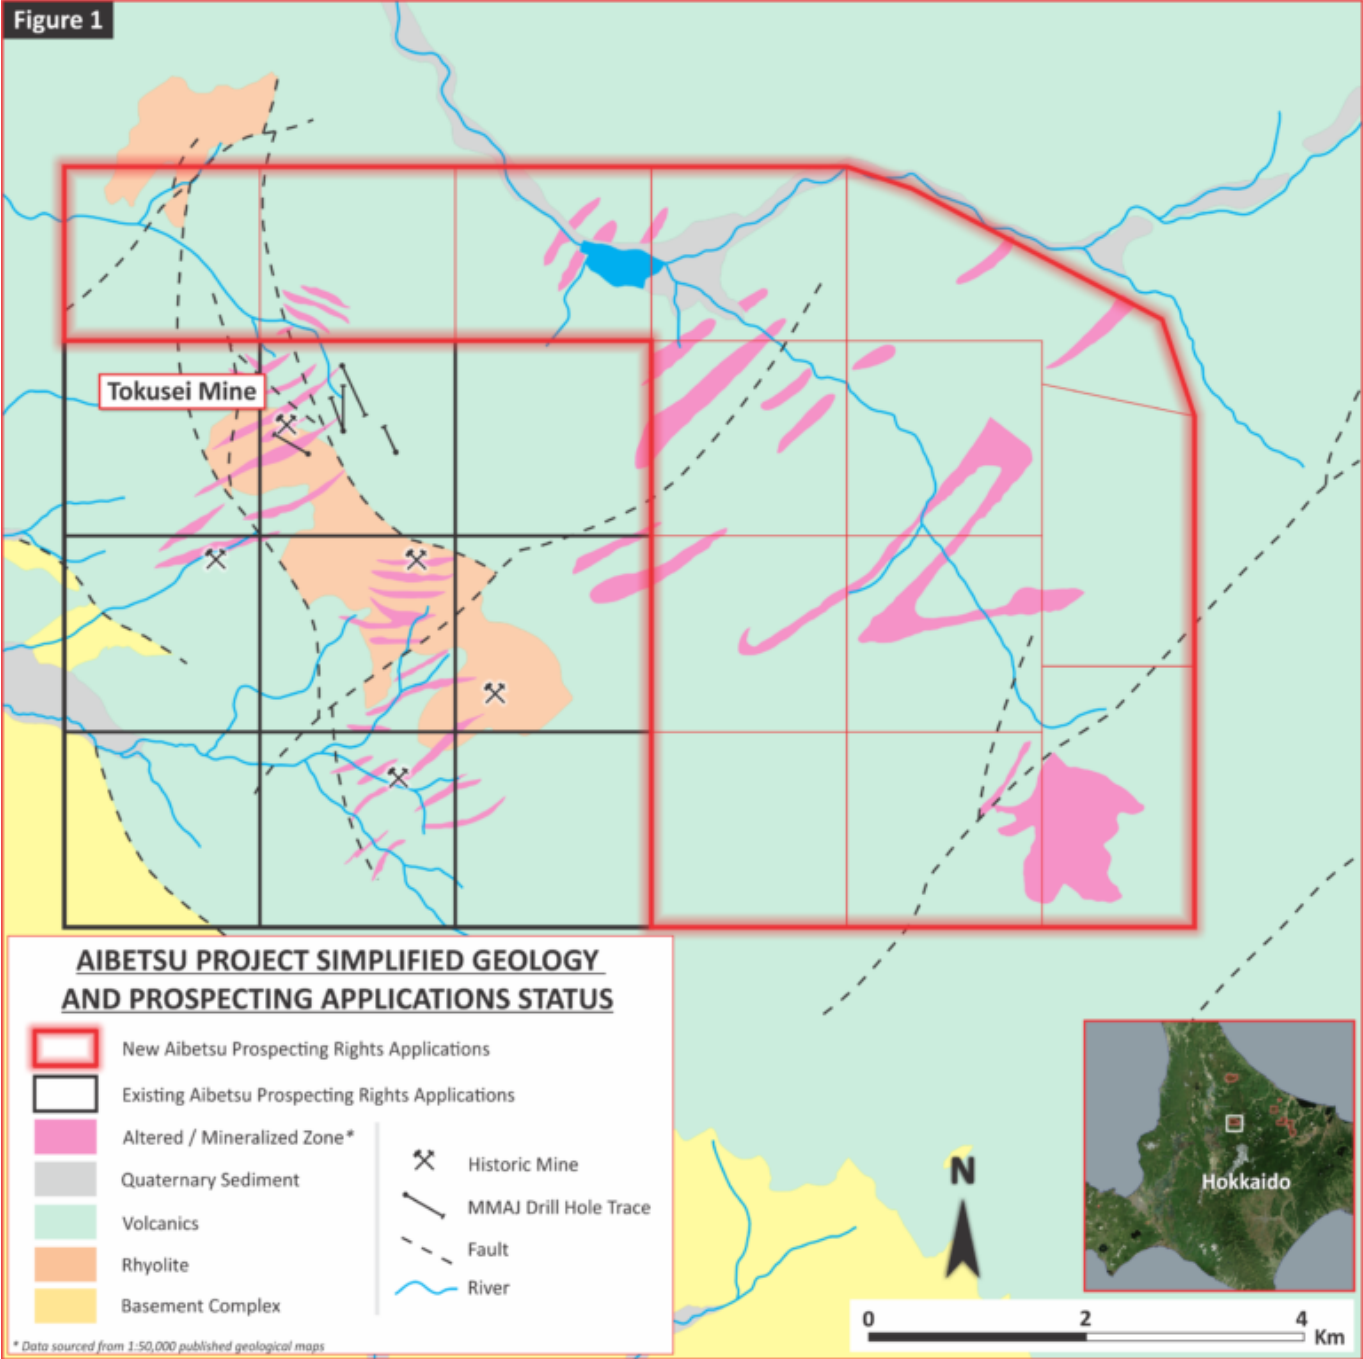 Figure 1
Tokusei Mine
AIBETSU PROJECT SIMPLIFIED GEOLOGY
AND PROSPECTING APPLICATIONS STATUS
New Aibetsu Prospecting Rights Applications
Existing Aibetsu Prospecting Rights Applications
Altered / Mineralized Zone*
Quaternary Sediment
Volcanics
Rhyolite
Basement Complex
Historic Mine
MMAJ Drill Hole Trace
Fault
River
* Data sourced from 1:50,000 published geological maps
N
Hokkaido
0 2 4
Km